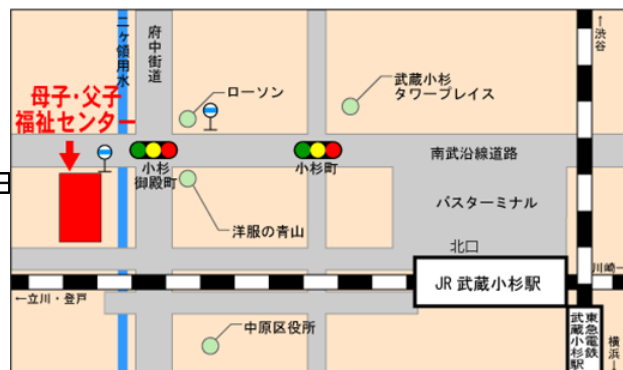 二ヶ領用水
府中街道
←渋谷
母子・父子
福祉センター
ローソン
武蔵小杉
タワープレイス
小杉
御殿町
小杉町
南武沿線道路
洋服の青山
バスターミナル
北口
JR 武蔵小杉駅
川崎→
←立川・登戸
中原区役所
東急電鉄
武蔵小杉駅
横浜→